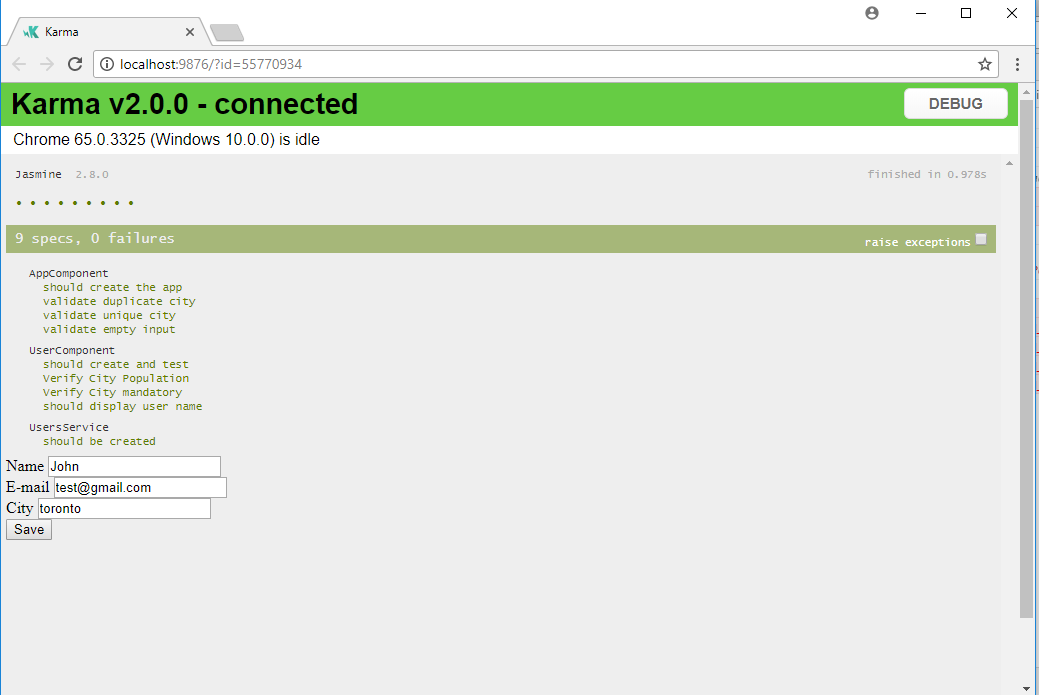 Karma
localhost:9876/?id=55770934
Karma v2.0.0 - connected
DEBUG
Chrome 65.0.3325 (Windows 10.0.0) is idle
Jasmine 2.8.0 finished in 0.978s
• • • • • • • • •
9 specs, 0 failures raise exceptions
AppComponent
should create the app
validate duplicate city
validate unique city
validate empty input
UserComponent
should create and test
Verify City Population
Verify City mandatory
should display user name
UsersService
should be created
Name John
E-mail test@gmail.com
City toronto
Save